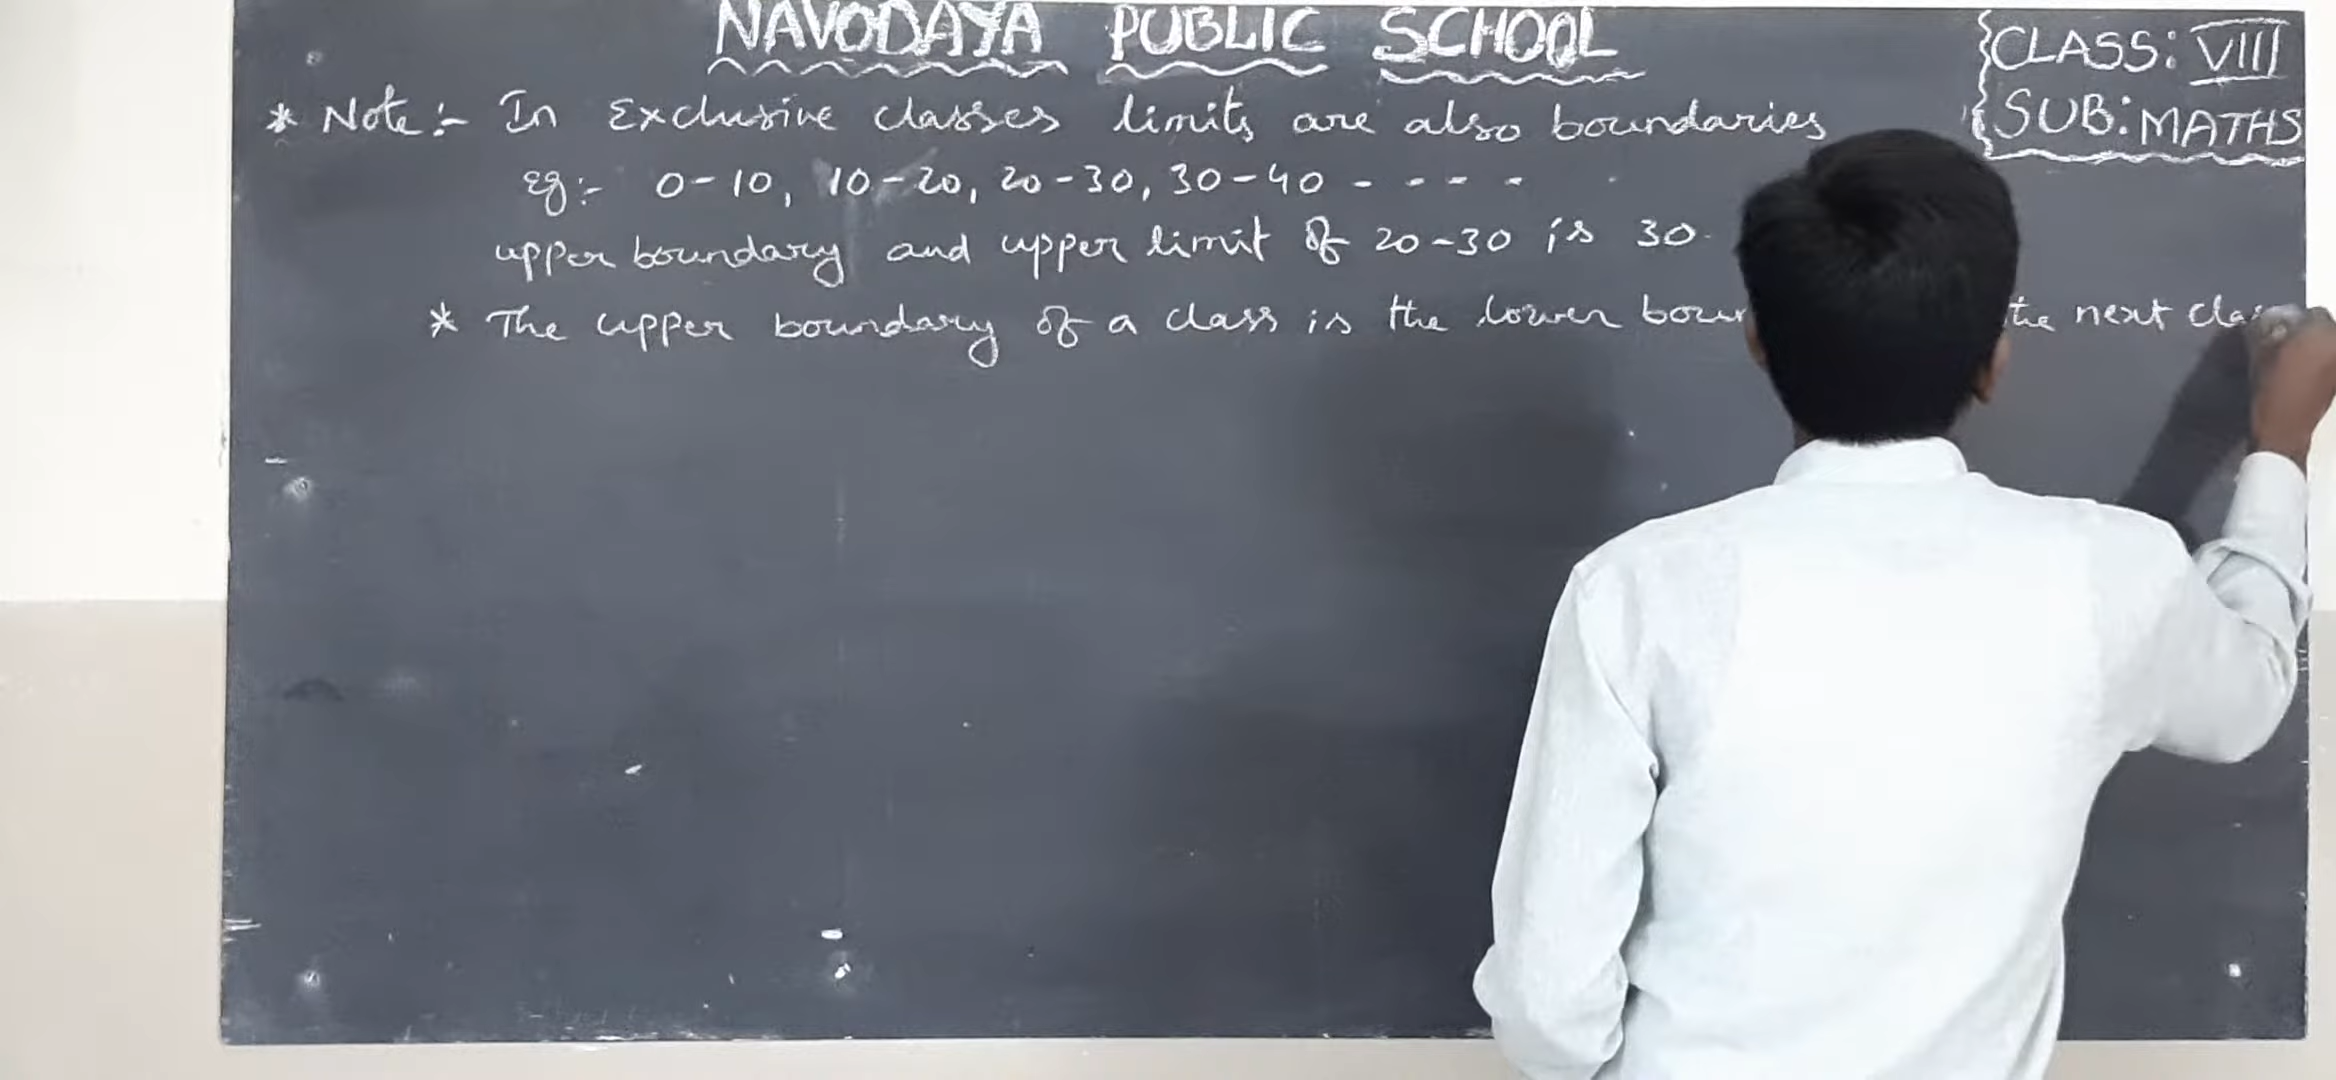 NAVODAYA PUBLIC SCHOOL
CLASS: VIII
SUB: MATHS
* Note:- In Exclusive classes limits are also boundaries
eg:- 0-10, 10-20, 20-30, 30-40 - - - -
upper boundary and upper limit of 20-30 is 30.
* The upper boundary of a class is the lower the next